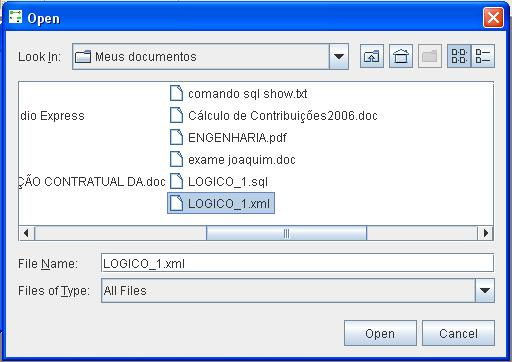 Open
Look In: Meus documentos
comando sql show.txt
dio Express Cálculo de Contribuições2006.doc
ENGENHARIA.pdf
exame joaquim.doc
ÇÃO CONTRATUAL DA.doc LOGICO_1.sql
LOGICO_1.xml
File Name: LOGICO_1.xml
Files of Type: All Files
Open Cancel